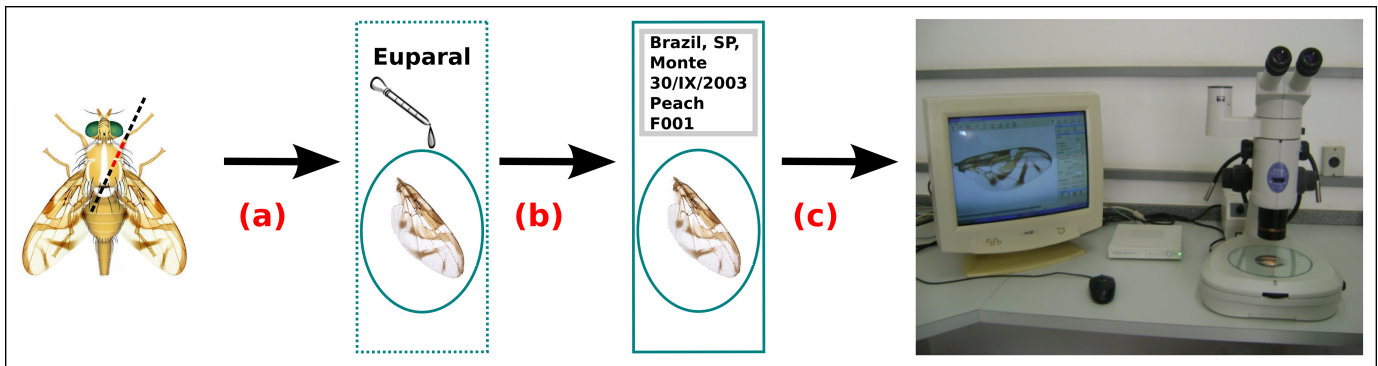 Euparal
Brazil, SP,
Monte
30/IX/2003
Peach
F001
(a)
(b)
(c)